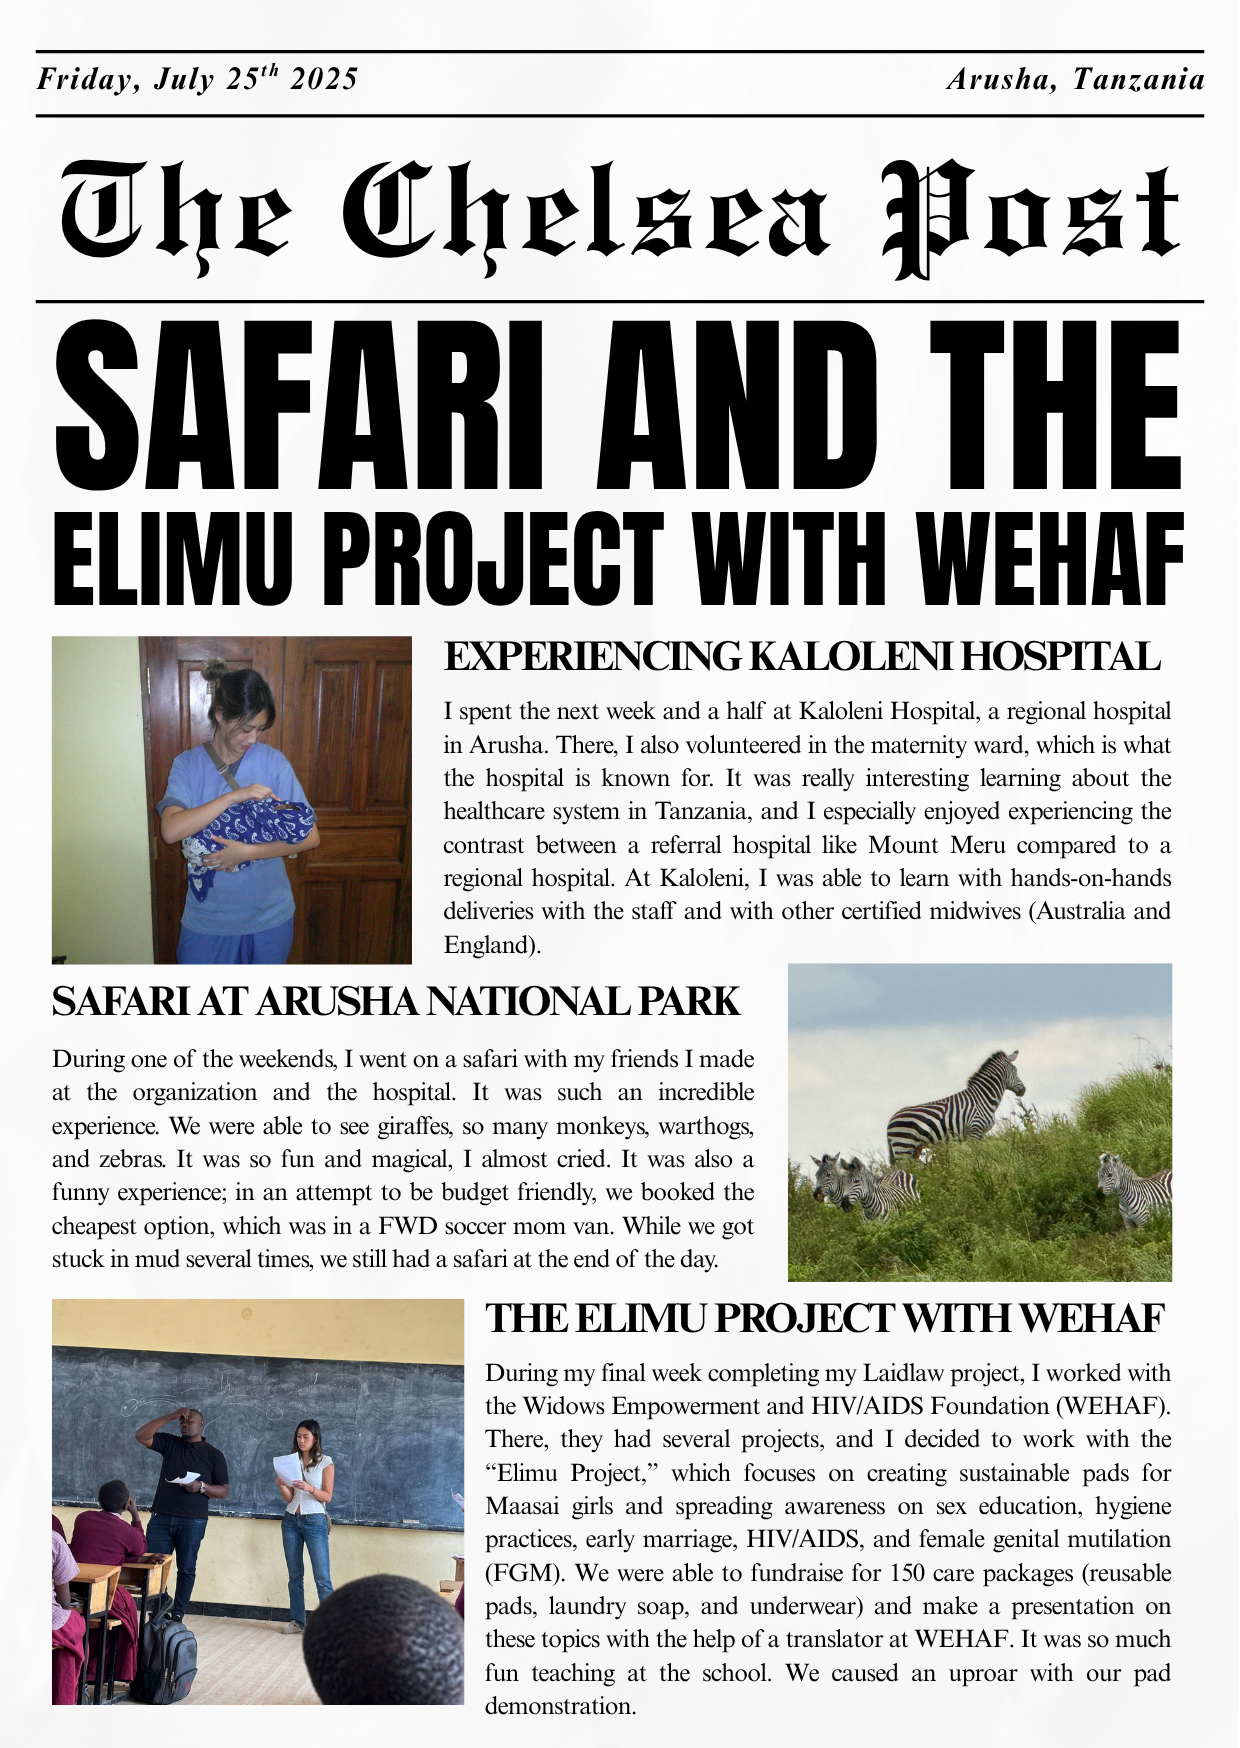 Friday, July 25th 2025
Arusha, Tanzania
The Chelsea Post
SAFARI AND THE
ELIMU PROJECT WITH WEHAF
EXPERIENCING KALOLENI HOSPITAL
I spent the next week and a half at Kaloleni Hospital, a regional hospital
in Arusha. There, I also volunteered in the maternity ward, which is what
the hospital is known for. It was really interesting learning about the
healthcare system in Tanzania, and I especially enjoyed experiencing the
contrast between a referral hospital like Mount Meru compared to a
regional hospital. At Kaloleni, I was able to learn with hands-on-hands
deliveries with the staff and with other certified midwives (Australia and
England).
SAFARI AT ARUSHA NATIONAL PARK
During one of the weekends, I went on a safari with my friends I made
at the organization and the hospital. It was such an incredible
experience. We were able to see giraffes, so many monkeys, warthogs,
and zebras. It was so fun and magical, I almost cried. It was also a
funny experience; in an attempt to be budget friendly, we booked the
cheapest option, which was in a FWD soccer mom van. While we got
stuck in mud several times, we still had a safari at the end of the day.
THE ELIMU PROJECT WITH WEHAF
During my final week completing my Laidlaw project, I worked with
the Widows Empowerment and HIV/AIDS Foundation (WEHAF).
There, they had several projects, and I decided to work with the
“Elimu Project,” which focuses on creating sustainable pads for
Maasai girls and spreading awareness on sex education, hygiene
practices, early marriage, HIV/AIDS, and female genital mutilation
(FGM). We were able to fundraise for 150 care packages (reusable
pads, laundry soap, and underwear) and make a presentation on
these topics with the help of a translator at WEHAF. It was so much
fun teaching at the school. We caused an uproar with our pad
demonstration.